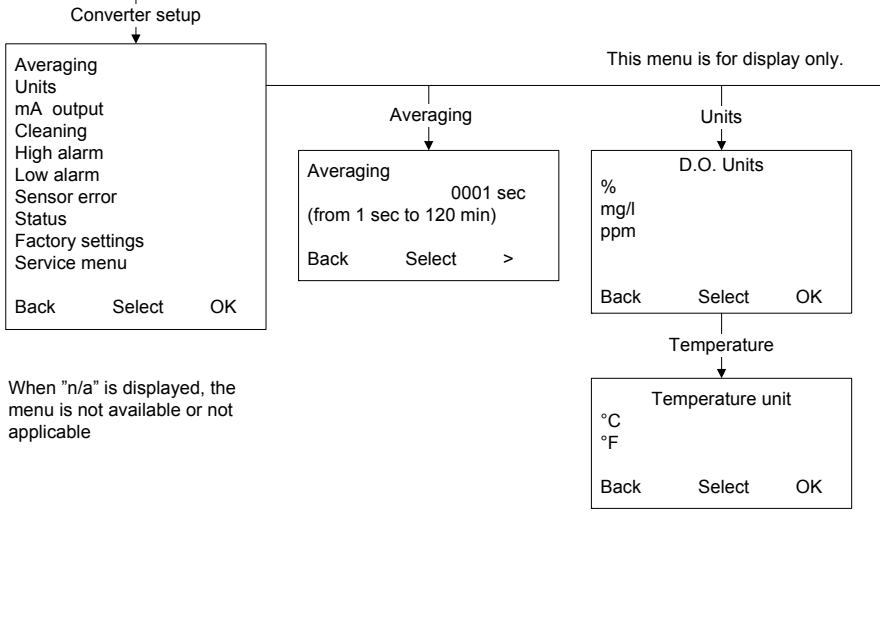 Converter setup
Averaging
Units
mA output
Cleaning
High alarm
Low alarm
Sensor error
Status
Factory settings
Service menu
Back Select OK
When ”n/a” is displayed, the
menu is not available or not
applicable
Averaging
Averaging
0001 sec
(from 1 sec to 120 min)
Back Select >
This menu is for display only.
Units
D.O. Units
%
mg/l
ppm
Back Select OK
Temperature
Temperature unit
°C
°F
Back Select OK